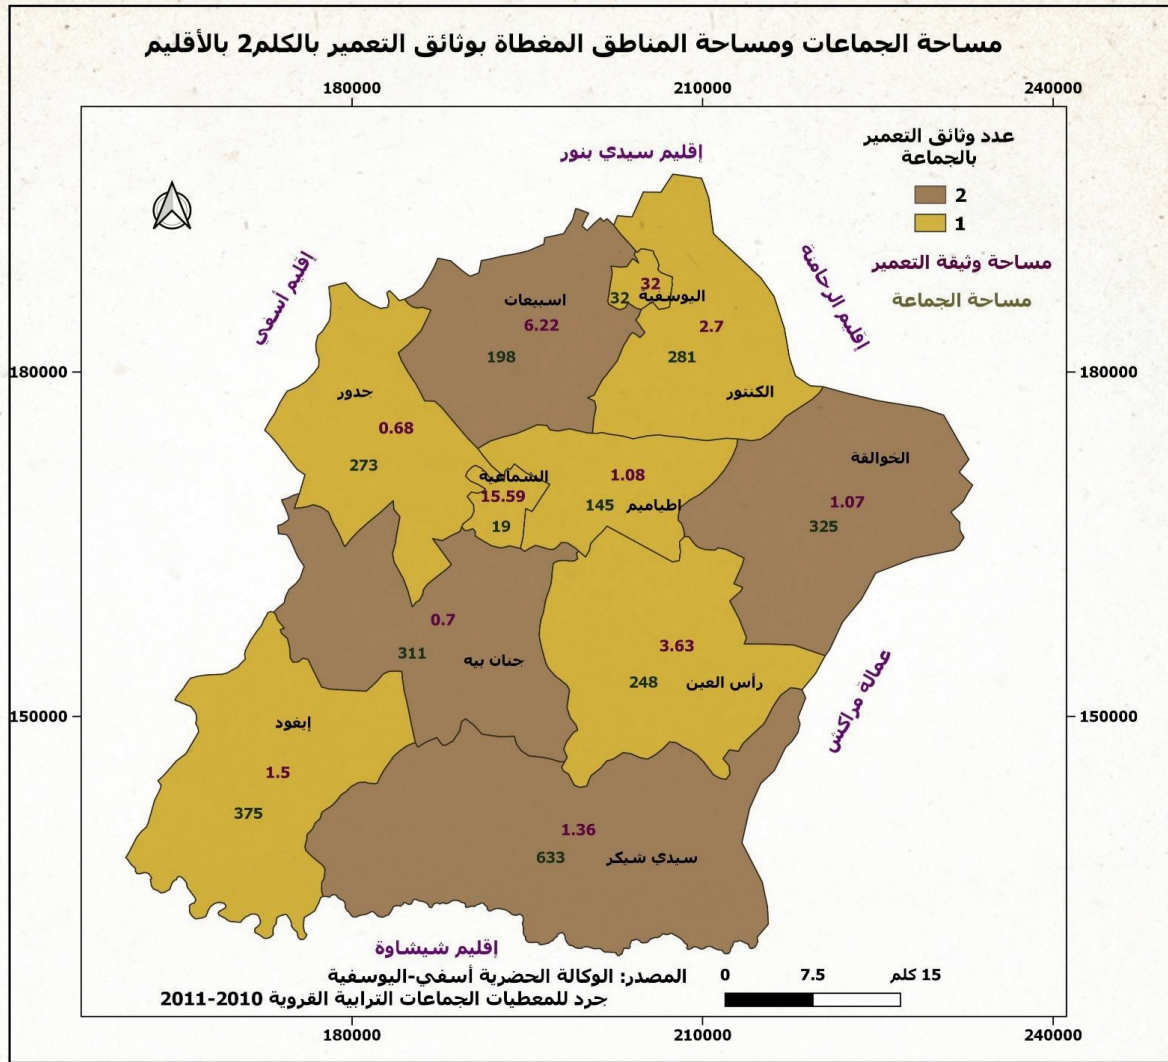 مساحة الجماعات ومساحة المناطق المغطاة بوثائق التعمير بالكلم2 بالأقليم
180000
210000
240000
عدد وثائق التعمير
بالجماعة
2
1
مساحة وثيقة التعمير
مساحة الجماعة
إقليم سيدي بنور
إقليم أسفي
إقليم الرحامنة
32
اليوسفية
32
اسبيعات
6.22
198
2.7
281
الكنتور
180000
180000
جدور
0.68
273
الخوالقة
1.07
325
الشماعية
15.59
19
1.08
145
إطياميم
0.7
311
جنان بيه
3.63
248
رأس العين
عمالة مراكش
150000
150000
إيغود
1.5
375
1.36
633
سيدي شيكر
إقليم شيشاوة
المصدر: الوكالة الحضرية أسفي-اليوسفية
جرد للمعطيات الجماعات الترابية القروية 2010-2011
0
7.5
15 كلم
180000
210000
240000